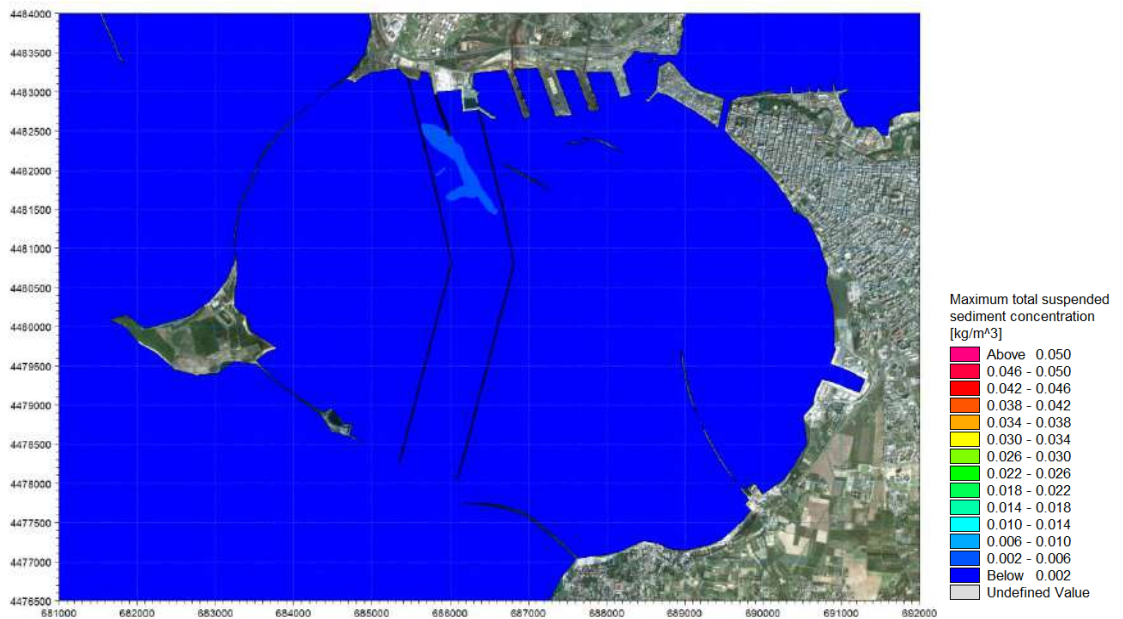 4484000
4483500
4483000
4482500
4482000
4481500
4481000
4480500
4480000
4479500
4479000
4478500
4478000
4477500
4477000
4476500
681000 682000 683000 684000 685000 686000 687000 688000 689000 690000 691000 692000
Maximum total suspended
sediment concentration
[kg/m^3]
Above 0.050
0.046 - 0.050
0.042 - 0.046
0.038 - 0.042
0.034 - 0.038
0.030 - 0.034
0.026 - 0.030
0.022 - 0.026
0.018 - 0.022
0.014 - 0.018
0.010 - 0.014
0.006 - 0.010
0.002 - 0.006
Below 0.002
Undefined Value